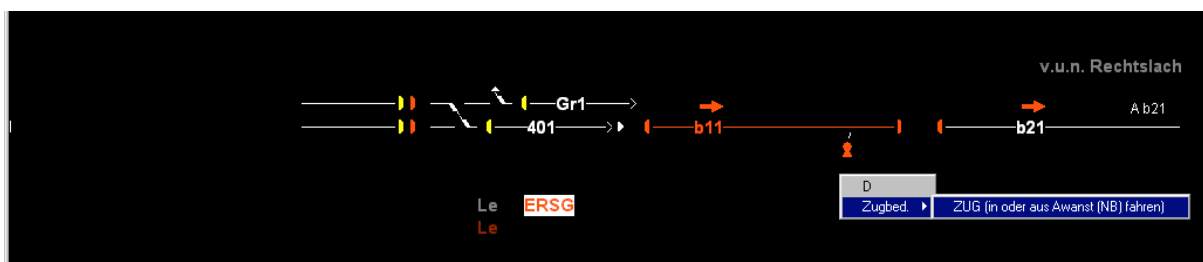 v.u.n. Rechtslach
Gr1
A b21
401
b11
b21
D
Zugbed.
ZUG (in oder aus Awanst (NB) fahren)
Le
ERSG
Le